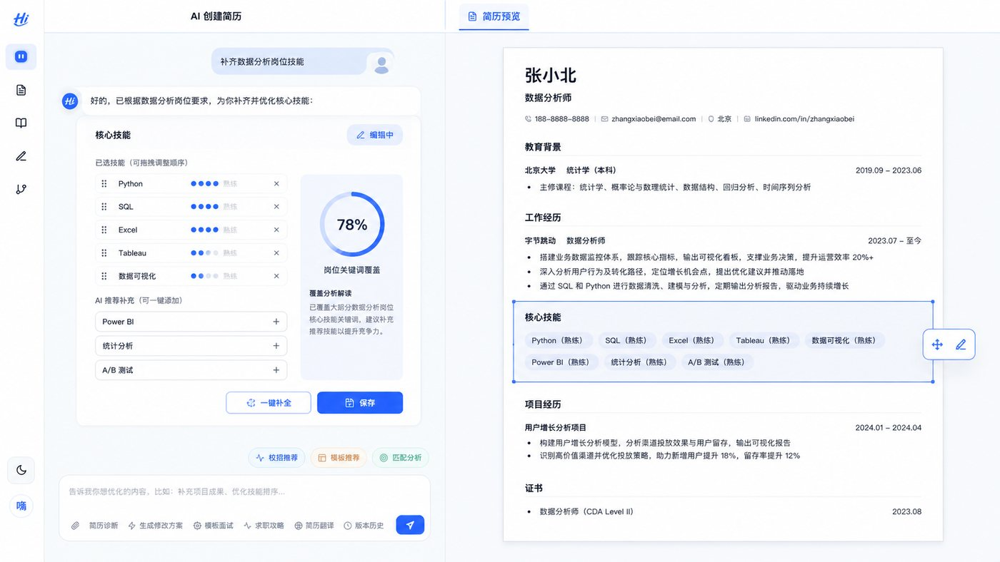 Hi
AI 创建简历
简历预览
补齐数据分析岗位技能
Hi
好的，已根据数据分析岗位要求，为你补齐并优化核心技能：
核心技能
编辑中
已选技能（可拖拽调整顺序）
Python 熟练
SQL 熟练
Excel 熟练
Tableau 熟练
数据可视化 熟练
AI 推荐补充（可一键添加）
Power BI
统计分析
A/B 测试
78%
岗位关键词覆盖
覆盖分析解读
已覆盖大部分数据分析岗位
核心技能关键词，建议补充
推荐技能以提升竞争力。
一键补全
保存
校招推荐
模板推荐
匹配分析
告诉我你想优化的内容，比如：补充项目成果、优化技能排序...
简历诊断
生成修改方案
模板面试
求职攻略
简历翻译
版本历史
嗨
张小北
数据分析师
188-8888-8888 | zhangxiaobei@email.com | 北京 | linkedin.com/in/zhangxiaobei
教育背景
北京大学 统计学（本科） 2019.09 – 2023.06
• 主修课程：统计学、概率论与数理统计、数据结构、回归分析、时间序列分析
工作经历
字节跳动 数据分析师 2023.07 – 至今
• 搭建业务数据监控体系，跟踪核心指标，输出可视化看板，支撑业务决策，提升运营效率 20%+
• 深入分析用户行为及转化路径，定位增长机会点，提出优化建议并推动落地
• 通过 SQL 和 Python 进行数据清洗、建模与分析，定期输出分析报告，驱动业务持续增长
核心技能
Python（熟练） SQL（熟练） Excel（熟练） Tableau（熟练） 数据可视化（熟练）
Power BI（熟练） 统计分析（熟练） A/B 测试（熟练）
项目经历
用户增长分析项目 2024.01 – 2024.04
• 构建用户增长分析模型，分析渠道投放效果与用户留存，输出可视化报告
• 识别高价值渠道并优化投放策略，助力新增用户提升 18%，留存率提升 12%
证书
• 数据分析师（CDA Level II） 2023.08